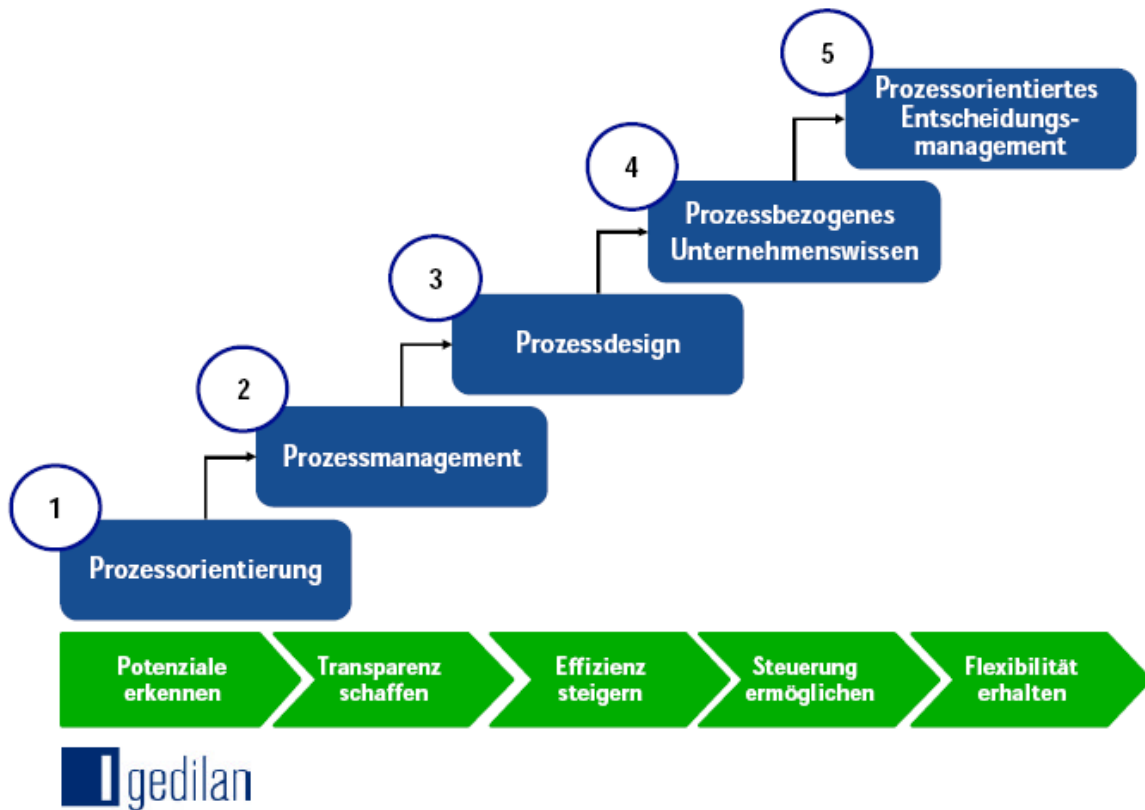 1
Prozessorientierung
2
Prozessmanagement
3
Prozessdesign
4
Prozessbezogenes
Unternehmenswissen
5
Prozessorientiertes
Entscheidungs-
management
Potenziale
erkennen
Transparenz
schaffen
Effizienz
steigern
Steuerung
ermöglichen
Flexibilität
erhalten
gedilan